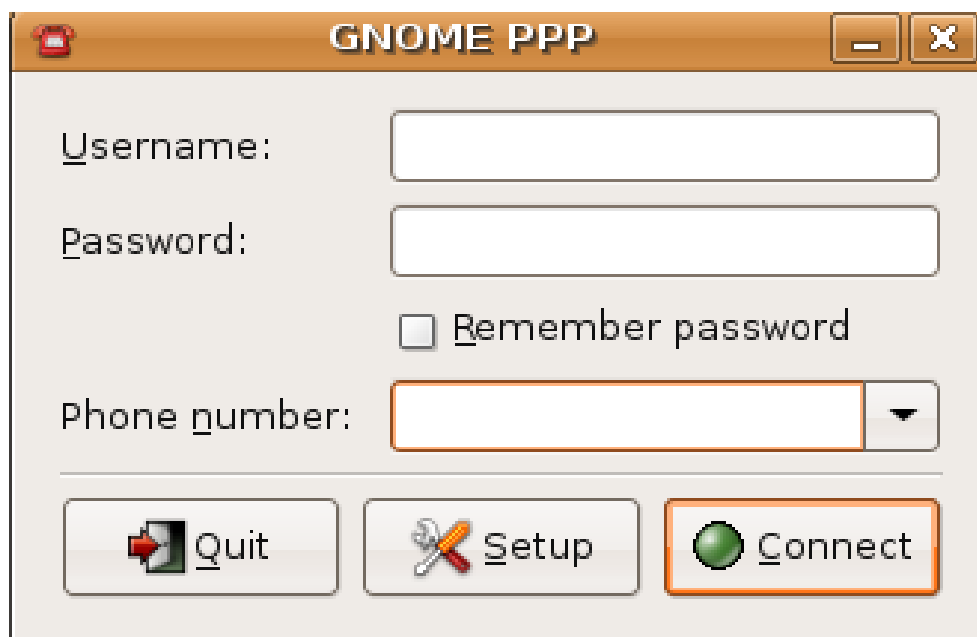 GNOME PPP
Username:
Password:
Remember password
Phone number:
Quit Setup Connect